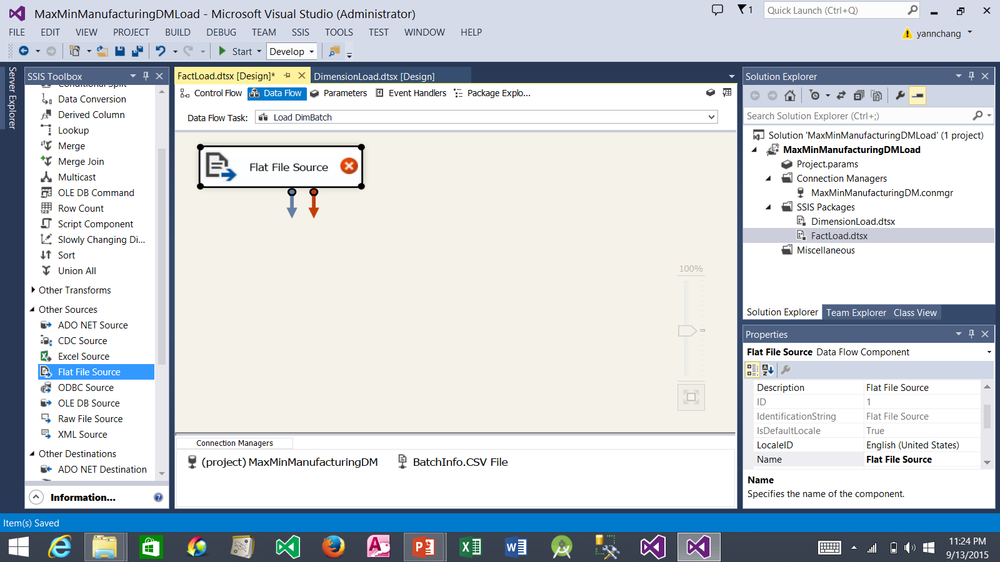 MaxMinManufacturingDMLoad - Microsoft Visual Studio (Administrator)
1
Quick Launch (Ctrl+Q)
FILE EDIT VIEW PROJECT BUILD DEBUG TEAM SSIS TOOLS TEST WINDOW HELP
yannchang
Start
Develop
Server Explorer
SSIS Toolbox
Conditional Split
Data Conversion
Derived Column
Lookup
Merge
Merge Join
Multicast
OLE DB Command
Row Count
Script Component
Slowly Changing Di...
Sort
Union All
Other Transforms
Other Sources
ADO NET Source
CDC Source
Excel Source
Flat File Source
ODBC Source
OLE DB Source
Raw File Source
XML Source
Other Destinations
ADO NET Destination
Information...
FactLoad.dtsx [Design]*
DimensionLoad.dtsx [Design]
Control Flow
Data Flow
Parameters
Event Handlers
Package Explo...
Data Flow Task:
Load DimBatch
Flat File Source
100%
Connection Managers
(project) MaxMinManufacturingDM
BatchInfo.CSV File
Solution Explorer
Search Solution Explorer (Ctrl+;)
Solution 'MaxMinManufacturingDMLoad' (1 project)
MaxMinManufacturingDMLoad
Project.params
Connection Managers
MaxMinManufacturingDM.conmgr
SSIS Packages
DimensionLoad.dtsx
FactLoad.dtsx
Miscellaneous
Solution Explorer Team Explorer Class View
Properties
Flat File Source Data Flow Component
Description Flat File Source
ID 1
IdentificationString Flat File Source
IsDefaultLocale True
LocaleID English (United States)
Name Flat File Source
Name
Specifies the name of the component.
Item(s) Saved
11:24 PM
9/13/2015